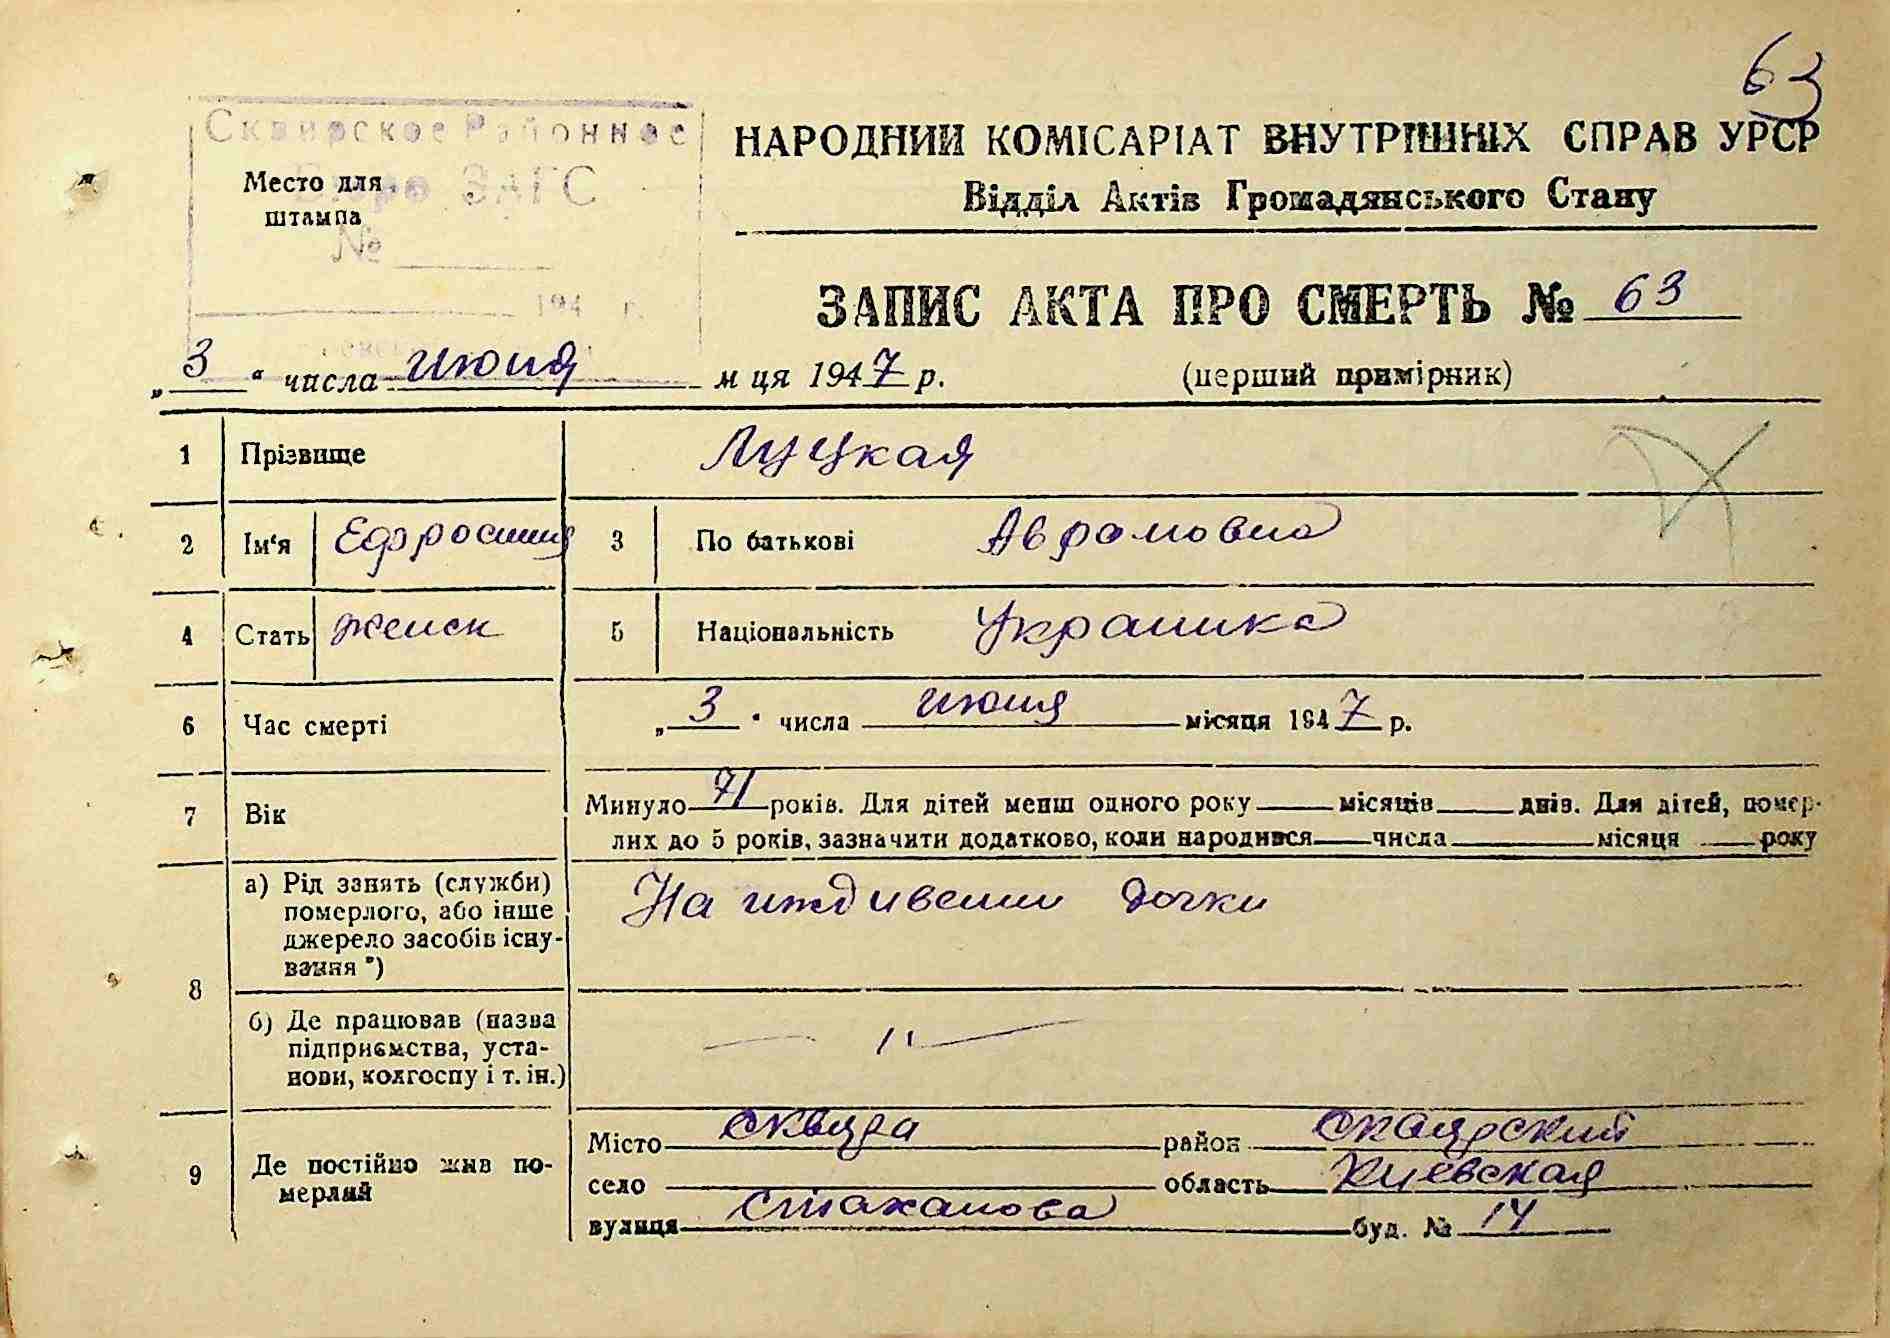 63
Сквирское Районное
Бюро ЗАГС
№
194 г.
Место для
штампа
НАРОДНИЙ КОМІСАРІАТ ВНУТРІШНІХ СПРАВ УРСР
Відділ Актів Громадянського Стану
ЗАПИС АКТА ПРО СМЕРТЬ № 63
„3“ числа июня м ця 1947 р.
(перший примірник)
1 Прізвище Луцкая
2 Ім‘я Ефросиния 3 По батькові Аврамовна
4 Стать женск 5 Національність Украинка
6 Час смерті „3“ числа июня місяця 1947 р.
7 Вік Минуло 71 років. Для дітей менш одного року місяців днів. Для дітей, помер-
лих до 5 років, зазначити додатково, коли народився числа місяця року
8 а) Рід занять (служби)
померлого, або інше
джерело засобів існу-
вання *)
На иждивении дочки
б) Де працював (назва
підприємства, уста-
нови, колгоспу і т. ін.)
— 〃 —
9 Де постійно жив по-
мерлий
Місто Сквира район Сквирский
село область Киевская
вулиця Стаханова буд. № 14